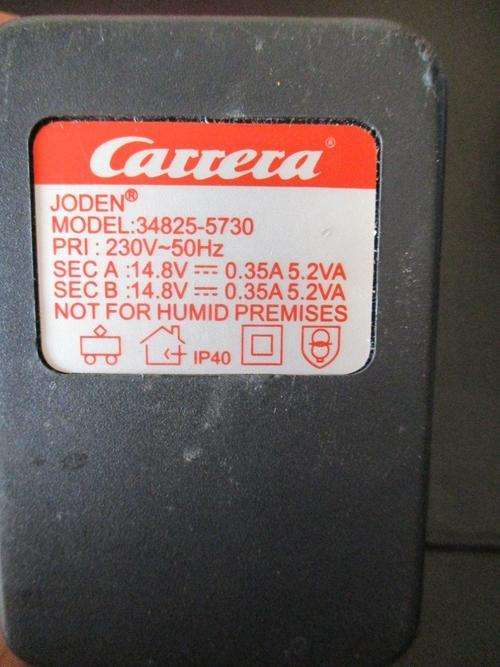 Carrera®
JODEN®
MODEL:34825-5730
PRI : 230V~50Hz
SEC A :14.8V ⎓ 0.35A 5.2VA
SEC B :14.8V ⎓ 0.35A 5.2VA
NOT FOR HUMID PREMISES
IP40